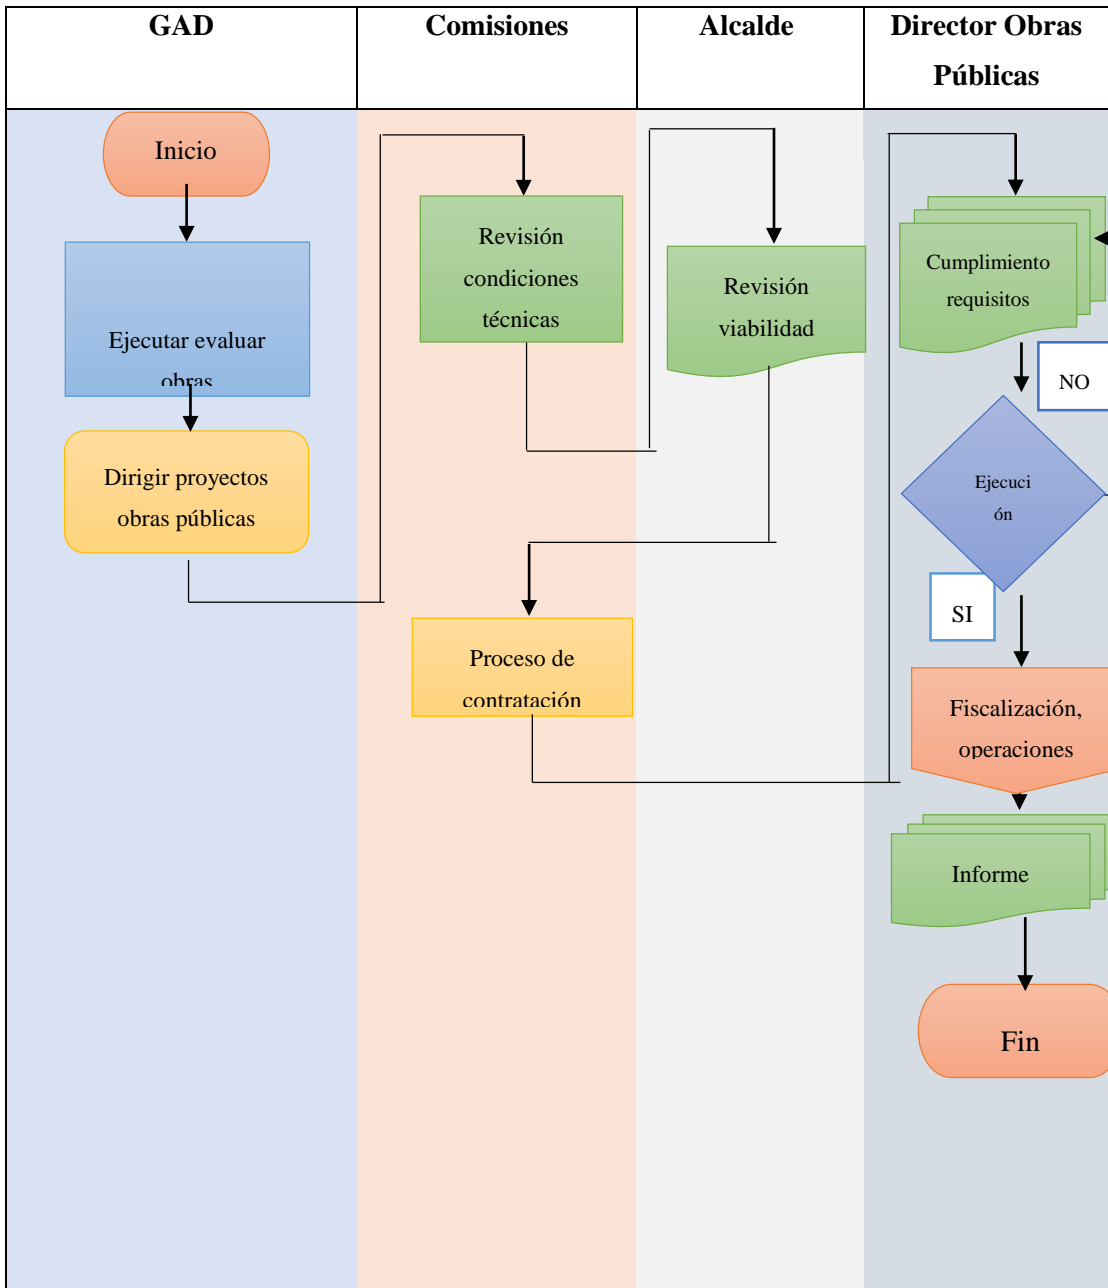 GAD
Comisiones
Alcalde
Director Obras
Públicas
Inicio
Ejecutar evaluar
obras
Dirigir proyectos
obras públicas
Revisión
condiciones
técnicas
Proceso de
contratación
Revisión
viabilidad
Cumplimiento
requisitos
NO
Ejecuci
ón
SI
Fiscalización,
operaciones
Informe
Fin